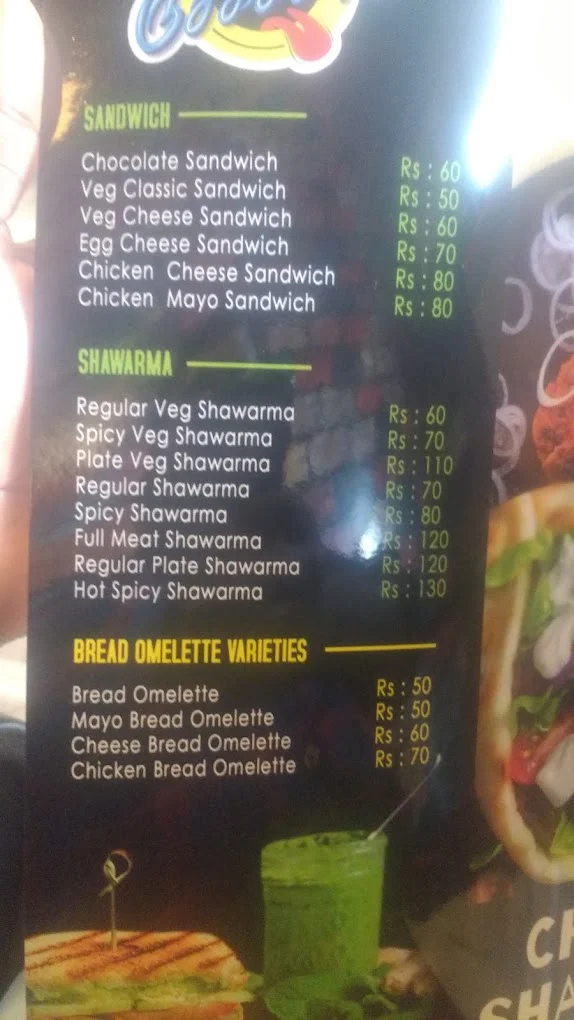 SANDWICH
Chocolate Sandwich Rs : 60
Veg Classic Sandwich Rs : 50
Veg Cheese Sandwich Rs : 60
Egg Cheese Sandwich Rs : 70
Chicken Cheese Sandwich Rs : 80
Chicken Mayo Sandwich Rs : 80
SHAWARMA
Regular Veg Shawarma Rs : 60
Spicy Veg Shawarma Rs : 70
Plate Veg Shawarma Rs : 110
Regular Shawarma Rs : 70
Spicy Shawarma Rs : 80
Full Meat Shawarma Rs : 120
Regular Plate Shawarma Rs : 120
Hot Spicy Shawarma Rs : 130
BREAD OMELETTE VARIETIES
Bread Omelette Rs : 50
Mayo Bread Omelette Rs : 50
Cheese Bread Omelette Rs : 60
Chicken Bread Omelette Rs : 70